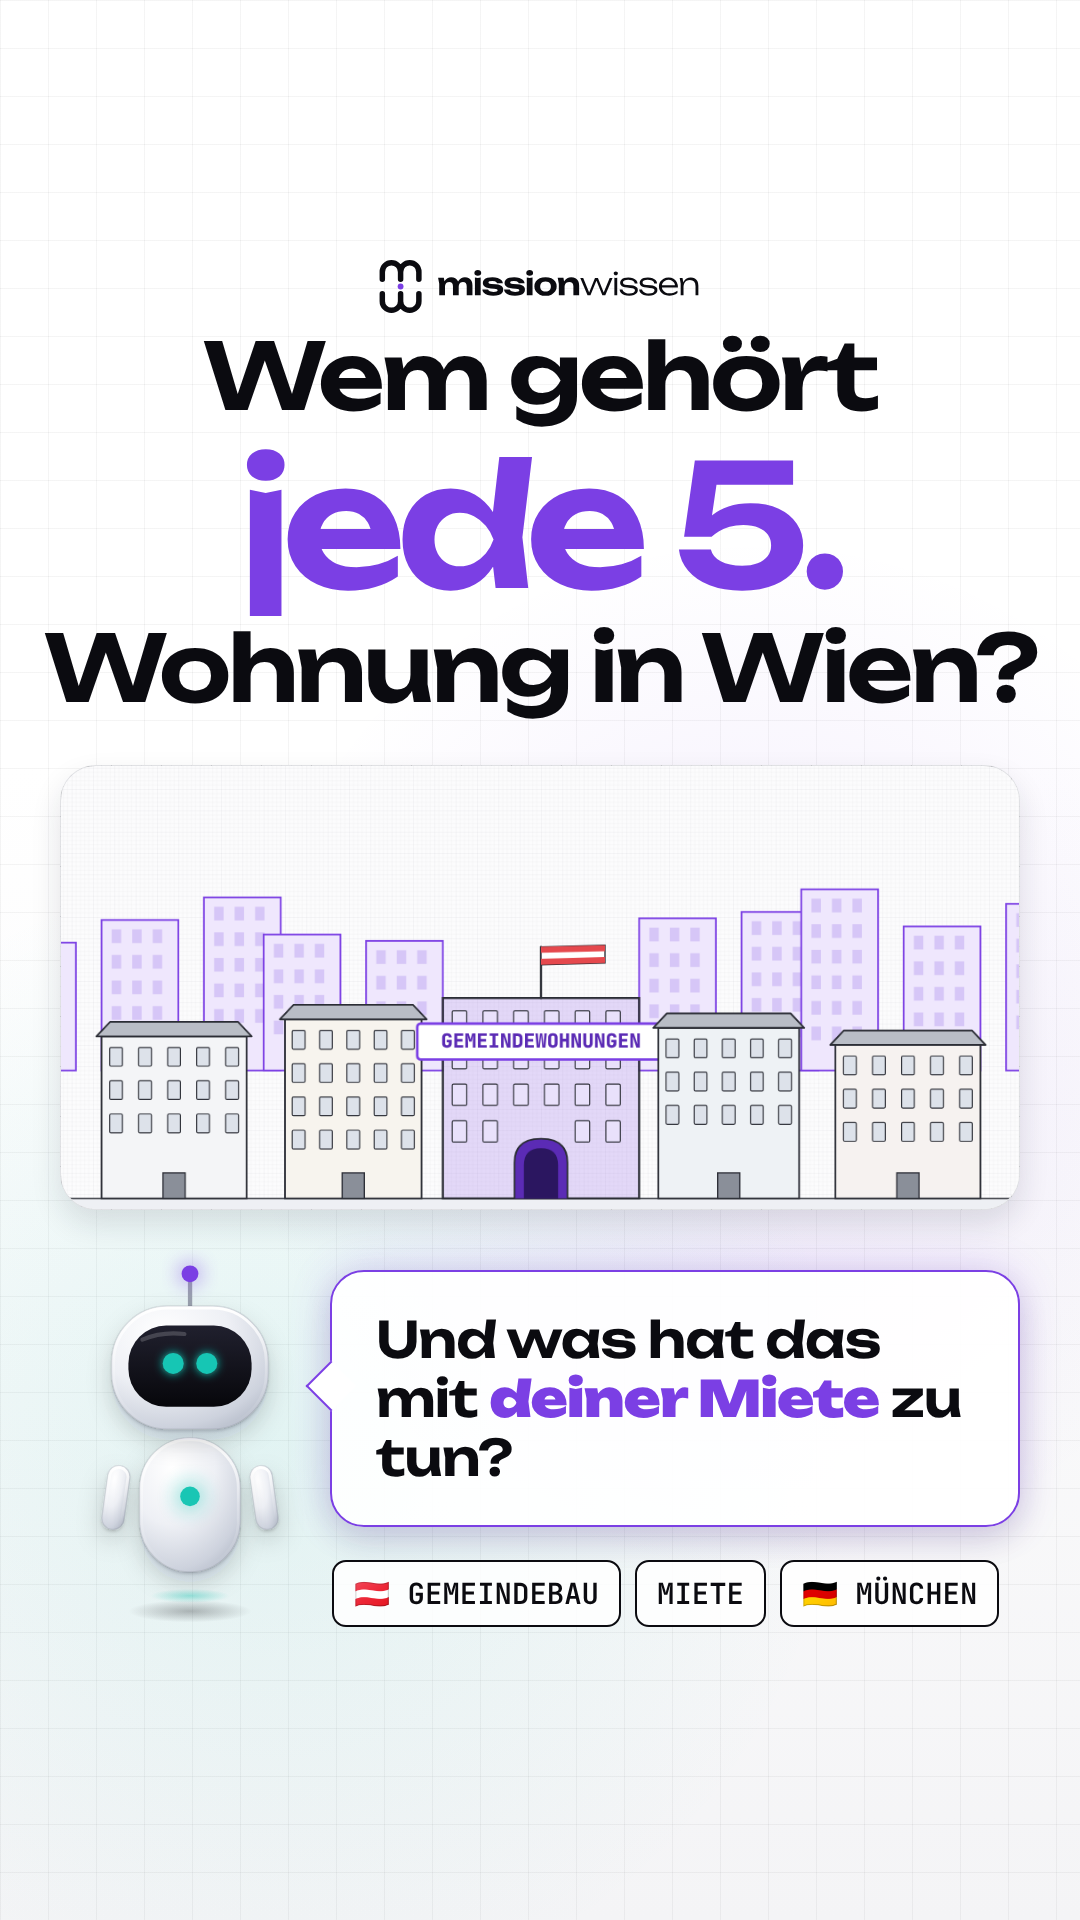 missionwissen
Wem gehört
jede 5.
Wohnung in Wien?
GEMEINDEWOHNUNGEN
Und was hat das
mit deiner Miete zu
tun?
🇦🇹 GEMEINDEBAU
MIETE
🇩🇪 MÜNCHEN